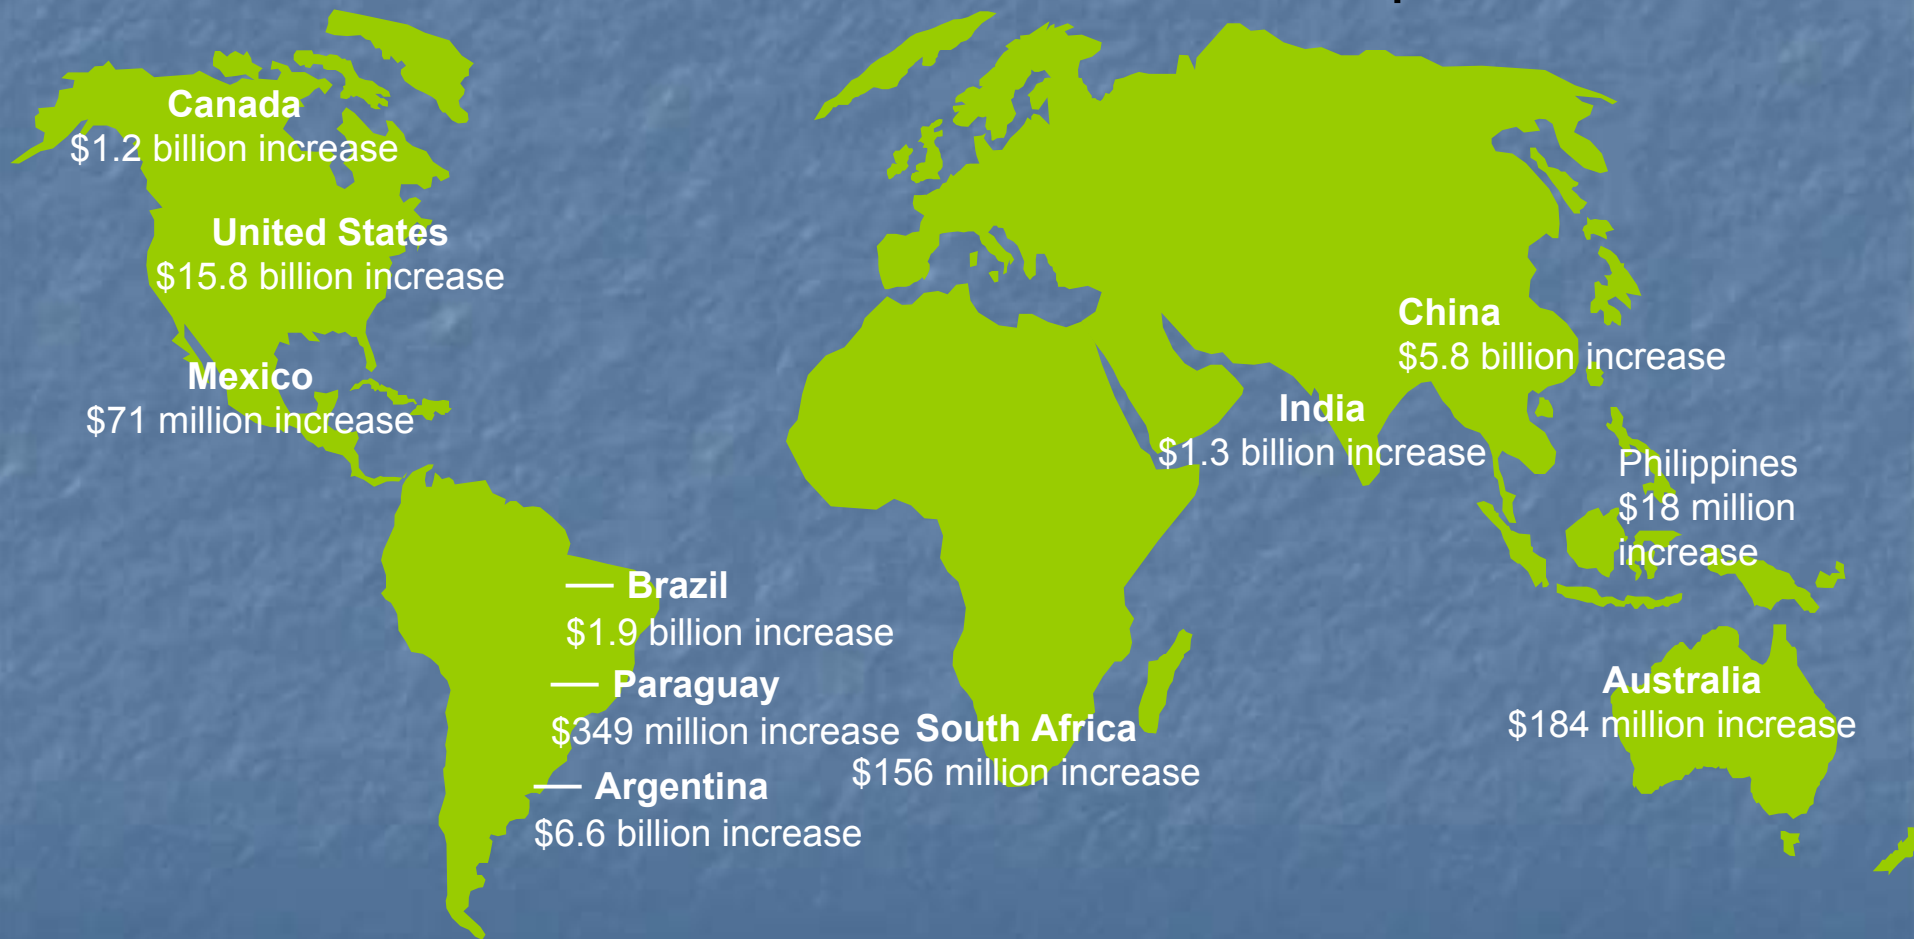 Canada
$1.2 billion increase
United States
$15.8 billion increase
Mexico
$71 million increase
China
$5.8 billion increase
India
$1.3 billion increase
Philippines
$18 million
increase
Brazil
$1.9 billion increase
Paraguay
$349 million increase
Argentina
$6.6 billion increase
South Africa
$156 million increase
Australia
$184 million increase